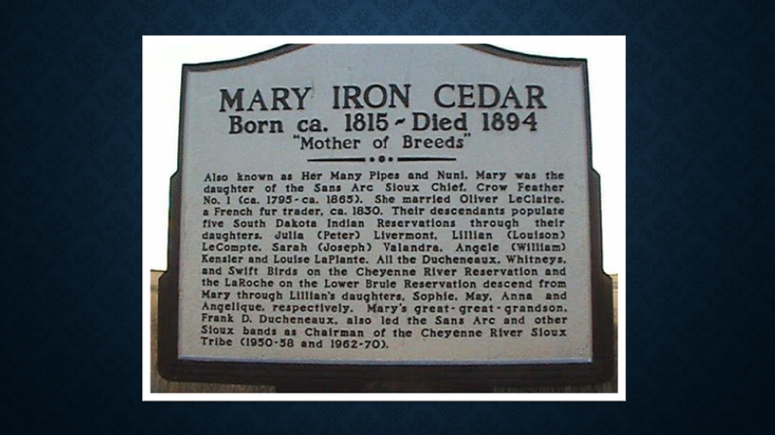 MARY IRON CEDAR
Born ca. 1815 ~ Died 1894
"Mother of Breeds"
Also known as Her Many Pipes and Nuni, Mary was the
daughter of the Sans Arc Sioux Chief, Crow Feather
No. 1 (ca. 1795-ca. 1865). She married Oliver LeClaire,
a French fur trader, ca. 1830. Their descendants populate
five South Dakota Indian Reservations through their
daughters, Julia (Peter) Livermont, Lillian (Louison)
LeCompte, Sarah (Joseph) Valandra, Angele (William)
Kensler and Louise LaPlante. All the Ducheneaux, Whitneys,
and Swift Birds on the Cheyenne River Reservation and
the LaRoche on the Lower Brule Reservation descend from
Mary through Lillian's daughters, Sophie, May, Anna and
Angelique, respectively. Mary's great-great-grandson,
Frank D. Ducheneaux, also led the Sans Arc and other
Sioux bands as Chairman of the Cheyenne River Sioux
Tribe (1950-58 and 1962-70).